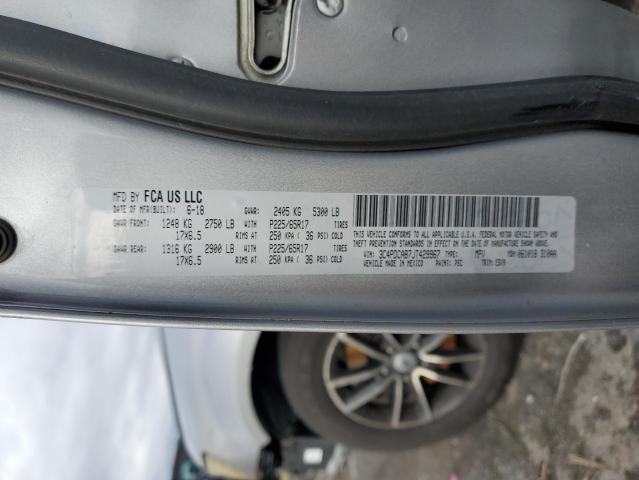 MFD BY FCA US LLC
DATE OF MFR(BUILT): 6-18 GVWR: 2405 KG 5300 LB
GAWR FRONT: 1248 KG 2750 LB WITH P225/65R17 TIRES
17X6.5 RIMS AT 250 KPA ( 36 PSI) COLD
GAWR REAR: 1316 KG 2900 LB WITH P225/65R17 TIRES
17X6.5 RIMS AT 250 KPA ( 36 PSI) COLD
THIS VEHICLE CONFORMS TO ALL APPLICABLE U.S.A. FEDERAL MOTOR VEHICLE SAFETY AND
THEFT PREVENTION STANDARDS IN EFFECT ON THE DATE OF MANUFACTURE SHOWN ABOVE.
VIN: 3C4PDCAB7JT429967 TYPE: MPV MDH: 061018 310AA
VEHICLE MADE IN MEXICO PAINT: PSC TRIM: